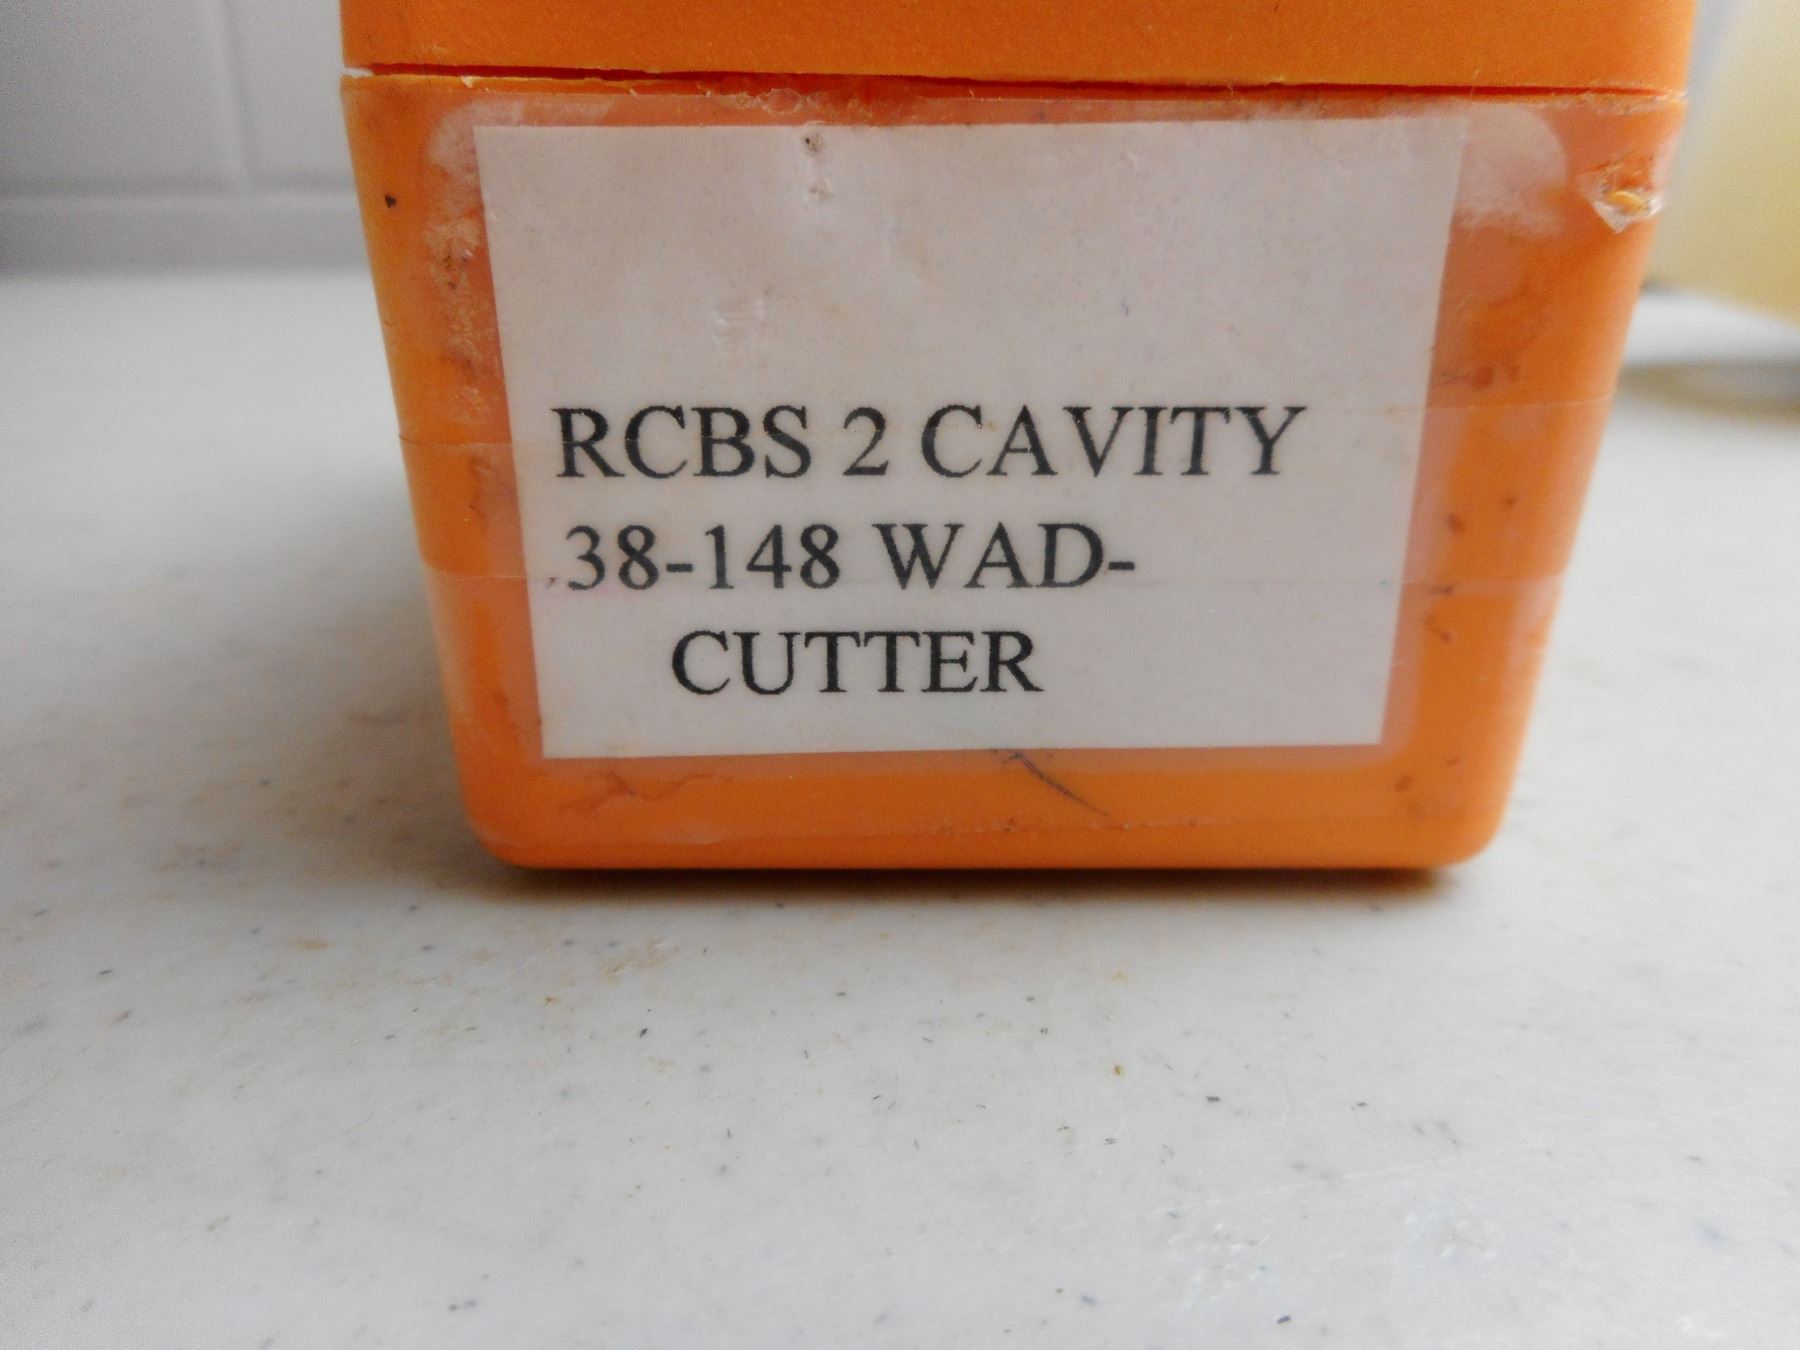 RCBS 2 CAVITY
.38-148 WAD-
CUTTER